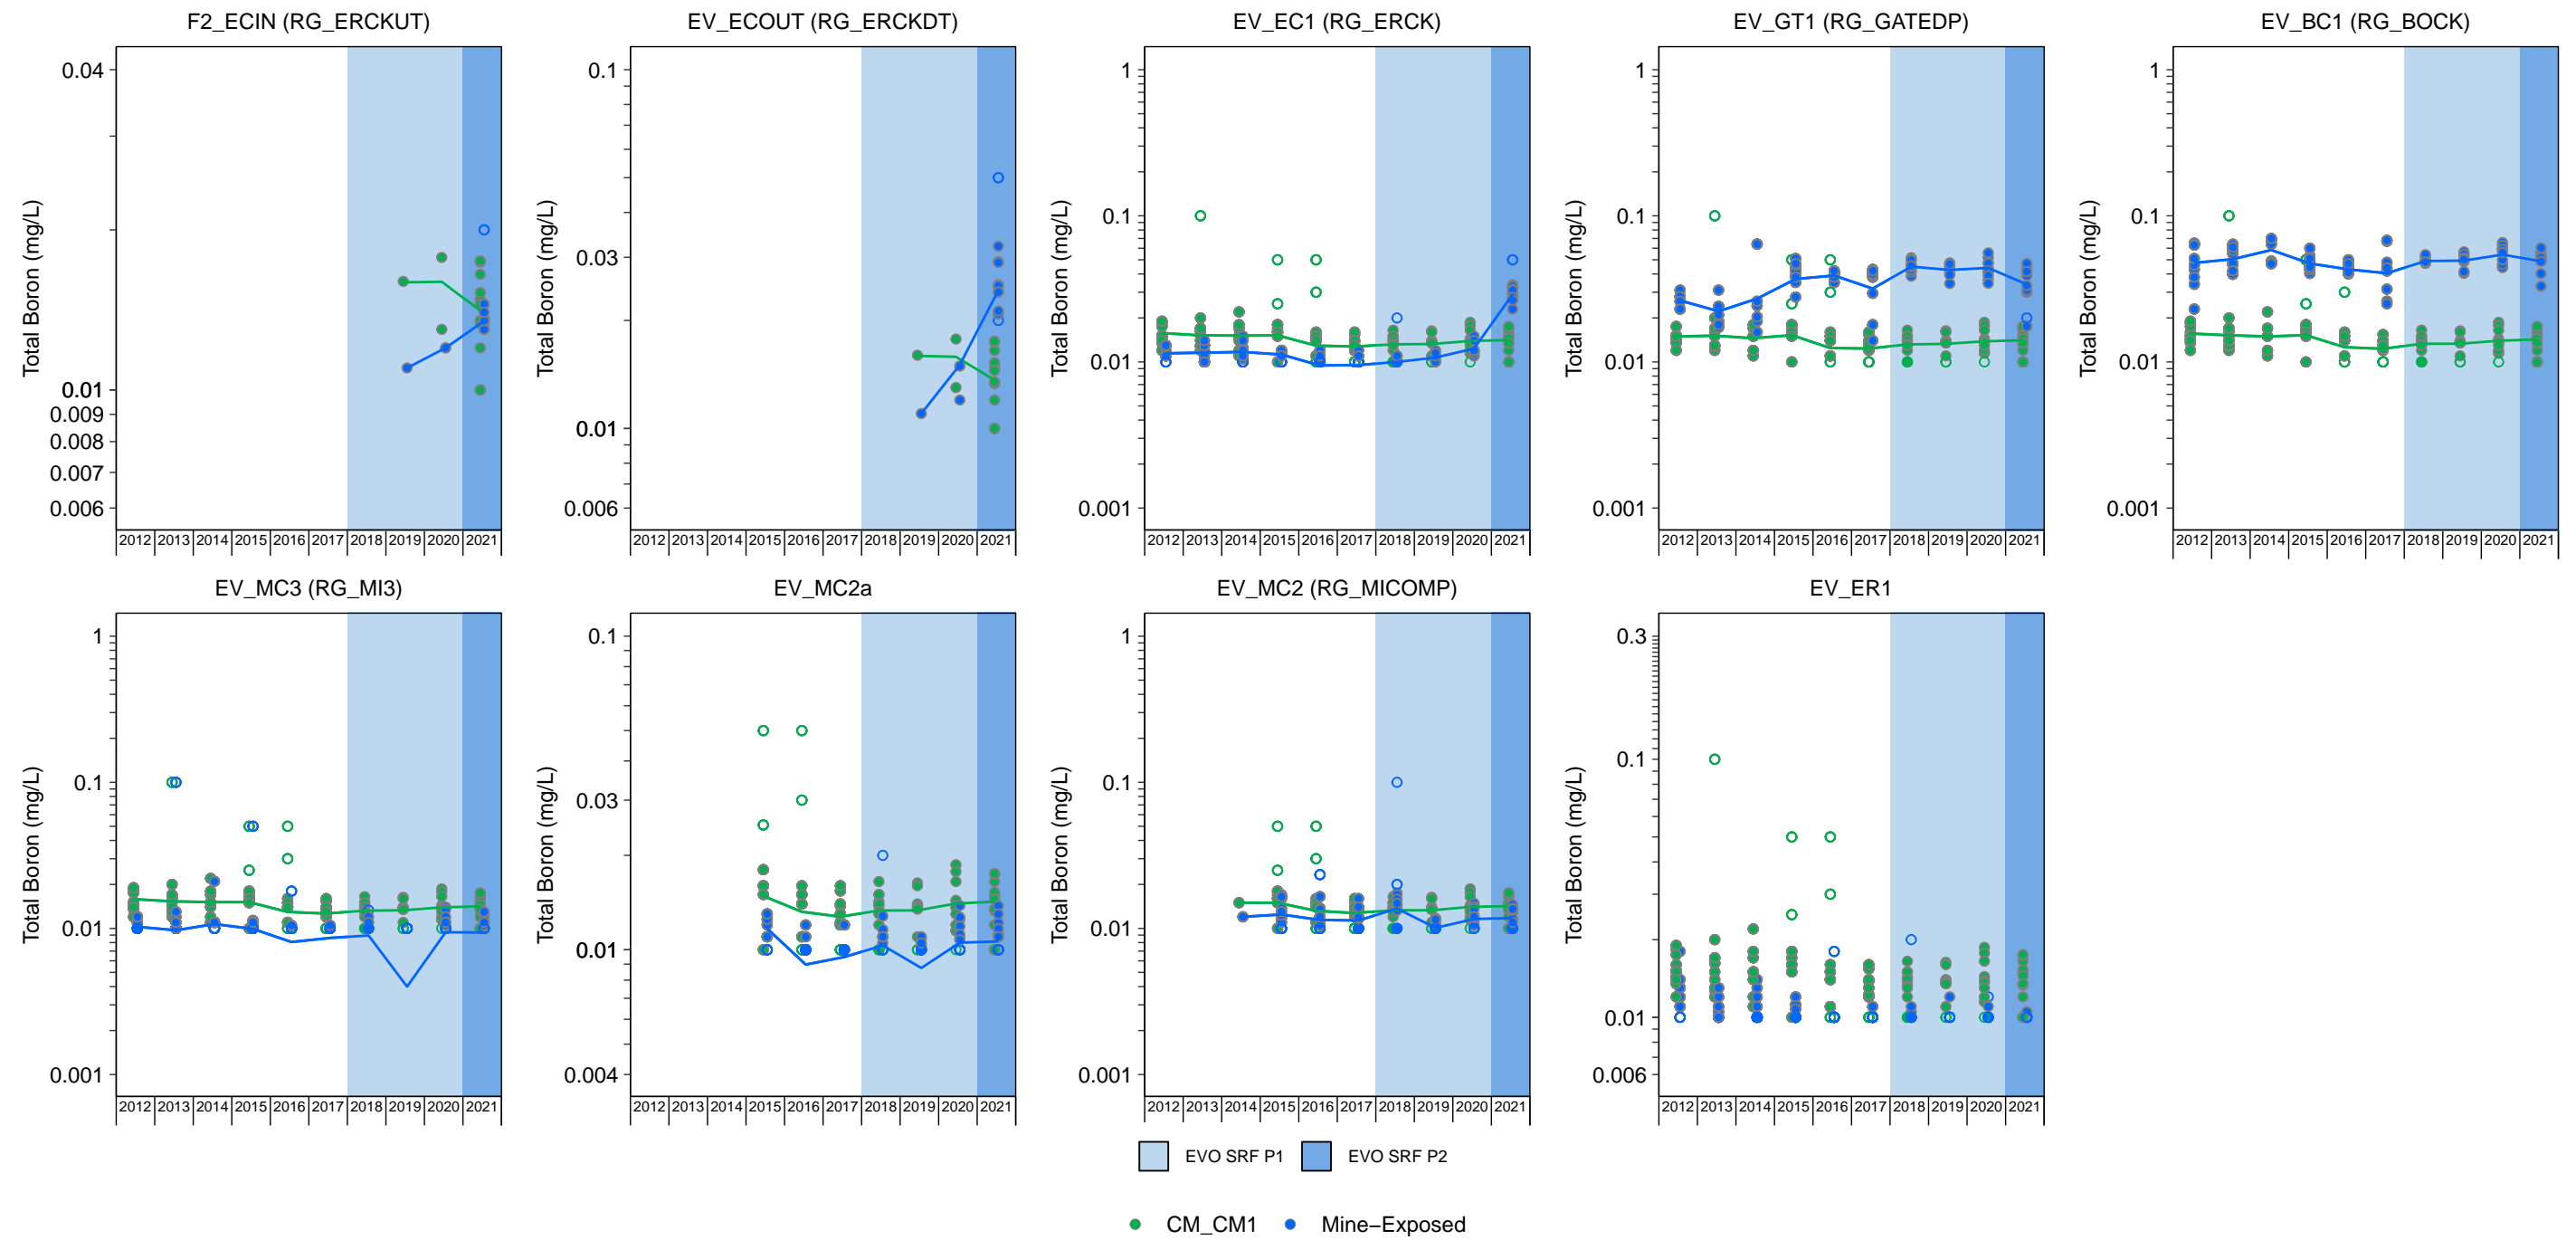 F2_ECIN (RG_ERCKUT)
Total Boron (mg/L)
0.04
0.01
0.009
0.008
0.007
0.006
2012 2013 2014 2015 2016 2017 2018 2019 2020 2021
EV_ECOUT (RG_ERCKDT)
Total Boron (mg/L)
0.1
0.03
0.01
0.006
2012 2013 2014 2015 2016 2017 2018 2019 2020 2021
EV_EC1 (RG_ERCK)
Total Boron (mg/L)
1
0.1
0.01
0.001
2012 2013 2014 2015 2016 2017 2018 2019 2020 2021
EV_GT1 (RG_GATEDP)
Total Boron (mg/L)
1
0.1
0.01
0.001
2012 2013 2014 2015 2016 2017 2018 2019 2020 2021
EV_BC1 (RG_BOCK)
Total Boron (mg/L)
1
0.1
0.01
0.001
2012 2013 2014 2015 2016 2017 2018 2019 2020 2021
EV_MC3 (RG_MI3)
Total Boron (mg/L)
1
0.1
0.01
0.001
2012 2013 2014 2015 2016 2017 2018 2019 2020 2021
EV_MC2a
Total Boron (mg/L)
0.1
0.03
0.01
0.004
2012 2013 2014 2015 2016 2017 2018 2019 2020 2021
EV_MC2 (RG_MICOMP)
Total Boron (mg/L)
1
0.1
0.01
0.001
2012 2013 2014 2015 2016 2017 2018 2019 2020 2021
EV_ER1
Total Boron (mg/L)
0.3
0.1
0.01
0.006
2012 2013 2014 2015 2016 2017 2018 2019 2020 2021
EVO SRF P1 EVO SRF P2
CM_CM1 Mine−Exposed